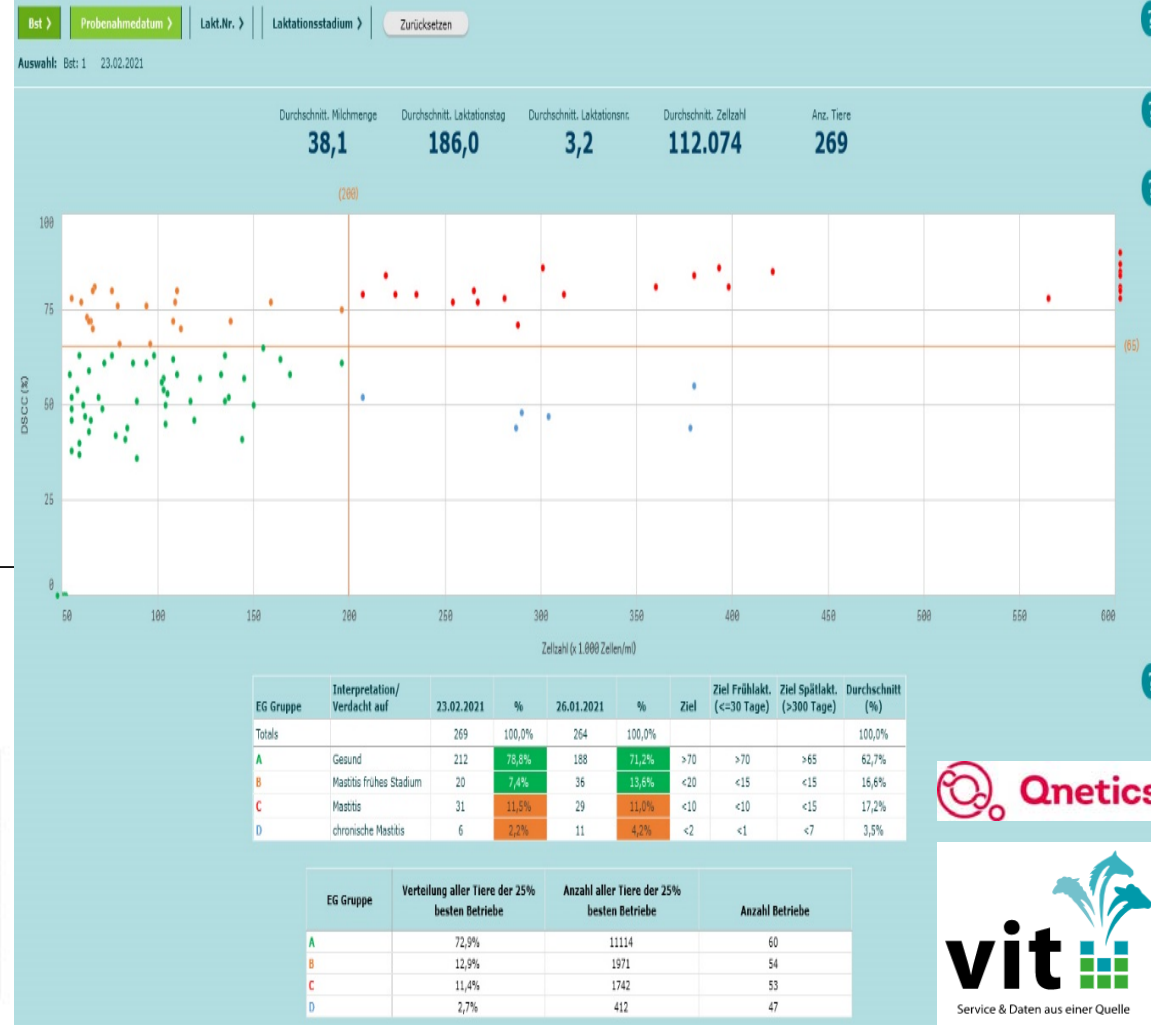 Bst > Probenahmedatum > Lakt.Nr. > Laktationsstadium > Zurücksetzen
Auswahl: Bst: 1 23.02.2021
Durchschnitt. Milchmenge Durchschnitt. Laktationstag Durchschnitt. Laktationsnr. Durchschnitt. Zellzahl Anz. Tiere
38,1 186,0 3,2 112.074 269
(200)
100
75
(65)
50
DSCC (%)
25
0
50 100 150 200 250 300 350 400 450 500 550 600
Zellzahl (x 1.000 Zellen/ml)
EG Gruppe Interpretation/ Verdacht auf 23.02.2021 % 26.01.2021 % Ziel Ziel Frühlakt. (<=30 Tage) Ziel Spätlakt. (>300 Tage) Durchschnitt (%)
Totals 269 100,0% 264 100,0% 100,0%
A Gesund 212 78,8% 188 71,2% >70 >70 >65 62,7%
B Mastitis frühes Stadium 20 7,4% 36 13,6% <20 <15 <15 16,6%
C Mastitis 31 11,5% 29 11,0% <10 <10 <15 17,2%
D chronische Mastitis 6 2,2% 11 4,2% <2 <1 <7 3,5%
Qnetics
EG Gruppe Verteilung aller Tiere der 25% besten Betriebe Anzahl aller Tiere der 25% besten Betriebe Anzahl Betriebe
A 72,9% 11114 60
B 12,9% 1971 54
C 11,4% 1742 53
D 2,7% 412 47
vit
Service & Daten aus einer Quelle